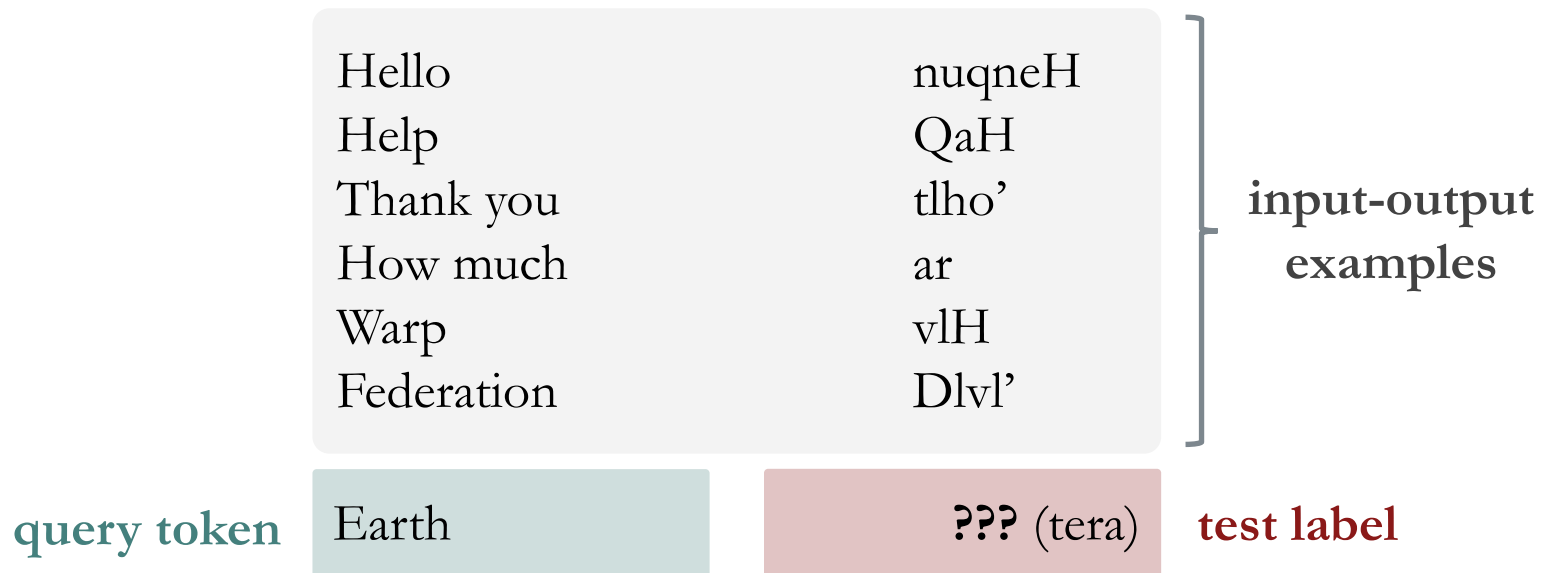 Hello nuqneH
Help QaH
Thank you tlho’
How much ar
Warp vlH
Federation Dlvl’
input-output
examples
query token Earth ??? (tera) test label